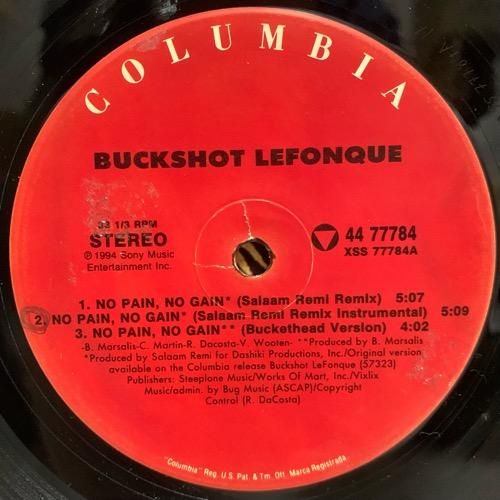 COLUMBIA
BUCKSHOT LEFONQUE
33 1/3 RPM
STEREO
℗ 1994 Sony Music
Entertainment Inc.
44 77784
XSS 77784A
1. NO PAIN, NO GAIN* (Salaam Remi Remix) 5:07
2. NO PAIN, NO GAIN* (Salaam Remi Remix Instrumental) 5:09
3. NO PAIN, NO GAIN** (Buckethead Version) 4:02
-B. Marsalis-C. Martin-R. Dacosta-V. Wooten- **Produced by B. Marsalis
*Produced by Salaam Remi for Dashiki Productions, Inc./Original version
available on the Columbia release Buckshot LeFonque (57323)
Publishers: Steeplone Music/Works Of Mart, Inc./Vixlix
Music/admin. by Bug Music (ASCAP)/Copyright
Control (R. DaCosta)
"Columbia" Reg. U.S. Pat. & Tm. Off. Marca Registrada.